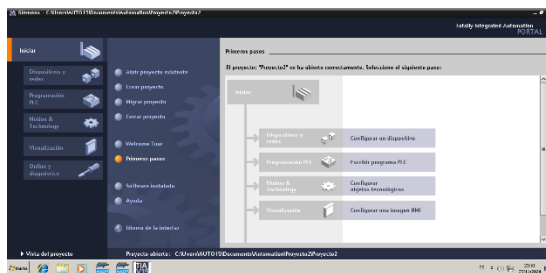 Siemens - C:\Users\AUTO15\Documents\Automation\Proyecto2\Proyecto2
Totally Integrated Automation
PORTAL
Iniciar
Dispositivos y
redes
Programación
PLC
Motion &
Technology
Visualización
Online y
diagnóstico
Abrir proyecto existente
Crear proyecto
Migrar proyecto
Cerrar proyecto
Welcome Tour
Primeros pasos
Software instalado
Ayuda
Idioma de la interfaz
Primeros pasos
El proyecto: "Proyecto2" se ha abierto correctamente. Seleccione el siguiente paso:
Iniciar
Dispositivos y
redes
Configurar un dispositivo
Programación PLC
Escribir programa PLC
Motion &
Technology
Configurar
objetos tecnológicos
Visualización
Configurar una imagen HMI
Vista del proyecto
Proyecto abierto: C:\Users\AUTO15\Documents\Automation\Proyecto2\Proyecto2